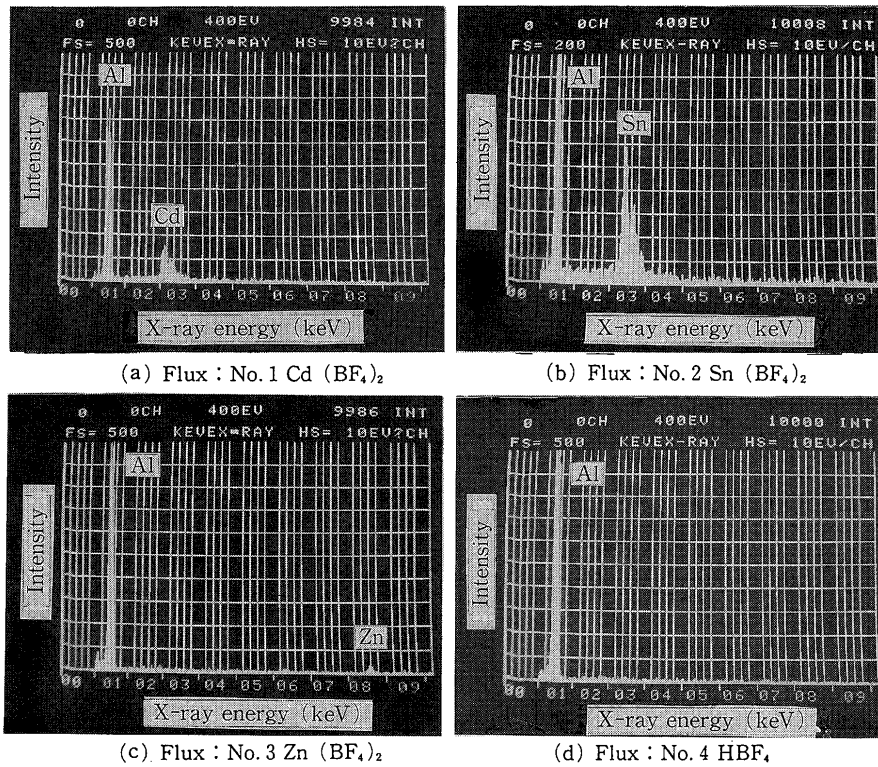 0 0CH 400EV 9984 INT
FS= 500 KEVEX=RAY HS= 10EV?CH
Al
Cd
Intensity
00 01 02 03 04 05 06 07 08 09
X-ray energy (keV)
(a) Flux : No. 1 Cd (BF₄)₂
0 0CH 400EV 10008 INT
FS= 200 KEVEX-RAY HS= 10EV/CH
Al
Sn
Intensity
00 01 02 03 04 05 06 07 08 09
X-ray energy (keV)
(b) Flux : No. 2 Sn (BF₄)₂
0 0CH 400EV 9986 INT
FS= 500 KEVEX=RAY HS= 10EV?CH
Al
Intensity
Zn
00 01 02 03 04 05 06 07 08 09
X-ray energy (keV)
(c) Flux : No. 3 Zn (BF₄)₂
0 0CH 400EV 10000 INT
FS= 500 KEVEX-RAY HS= 10EV/CH
Al
Intensity
00 01 02 03 04 05 06 07 08 09
X-ray energy (keV)
(d) Flux : No. 4 HBF₄